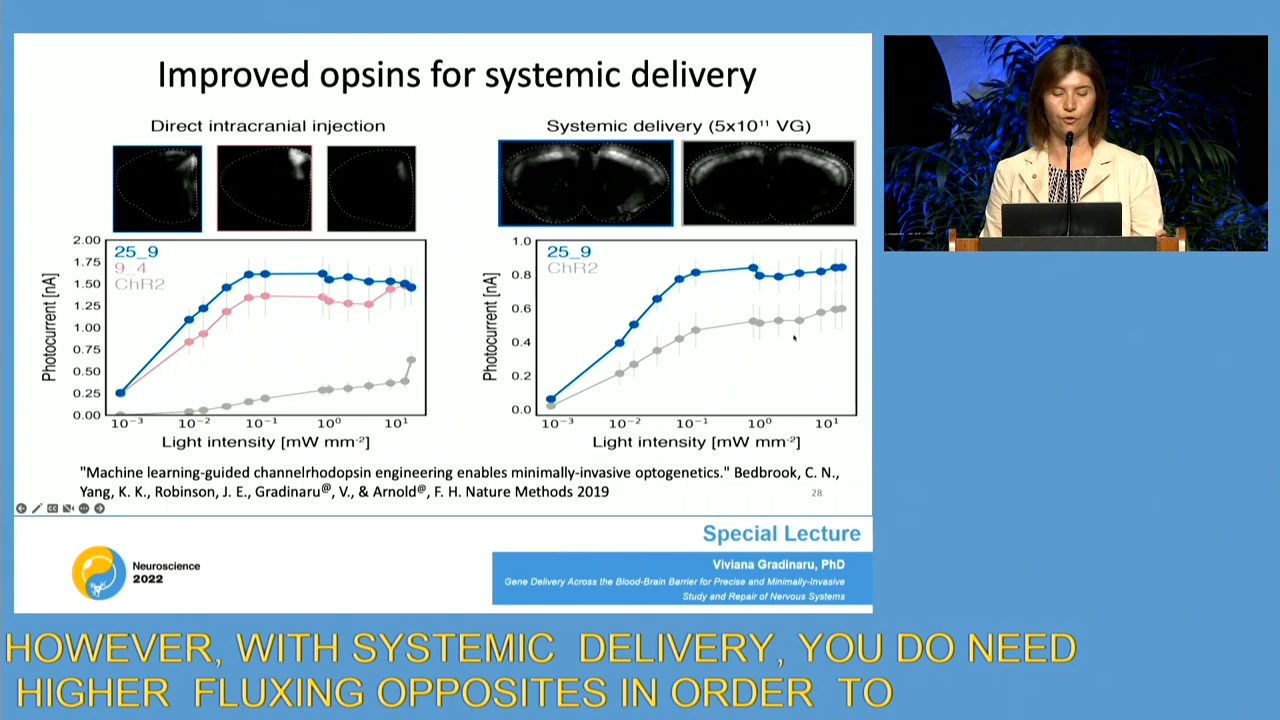 Improved opsins for systemic delivery
Direct intracranial injection
Systemic delivery (5x10¹¹ VG)
2.00
1.75
1.50
1.25
1.00
0.75
0.50
0.25
0.00
Photocurrent [nA]
25_9
9_4
ChR2
10⁻³ 10⁻² 10⁻¹ 10⁰ 10¹
Light intensity [mW mm⁻²]
1.0
0.8
0.6
0.4
0.2
0.0
Photocurrent [nA]
25_9
ChR2
10⁻³ 10⁻² 10⁻¹ 10⁰ 10¹
Light intensity [mW mm⁻²]
"Machine learning-guided channelrhodopsin engineering enables minimally-invasive optogenetics." Bedbrook, C. N.,
Yang, K. K., Robinson, J. E., Gradinaru@, V., & Arnold@, F. H. Nature Methods 2019
28
Special Lecture
Neuroscience
2022
Viviana Gradinaru, PhD
Gene Delivery Across the Blood-Brain Barrier for Precise and Minimally-Invasive
Study and Repair of Nervous Systems
HOWEVER, WITH SYSTEMIC DELIVERY, YOU DO NEED
HIGHER FLUXING OPPOSITES IN ORDER TO